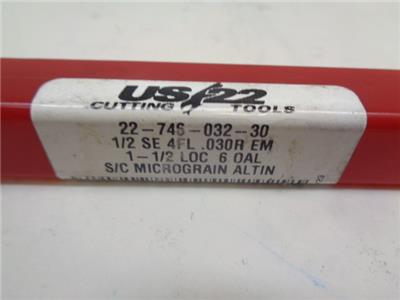 US/22
CUTTING TOOLS
22-746-032-30
1/2 SE 4FL .030R EM
1-1/2 LOC 6 OAL
S/C MICROGRAIN ALTIN